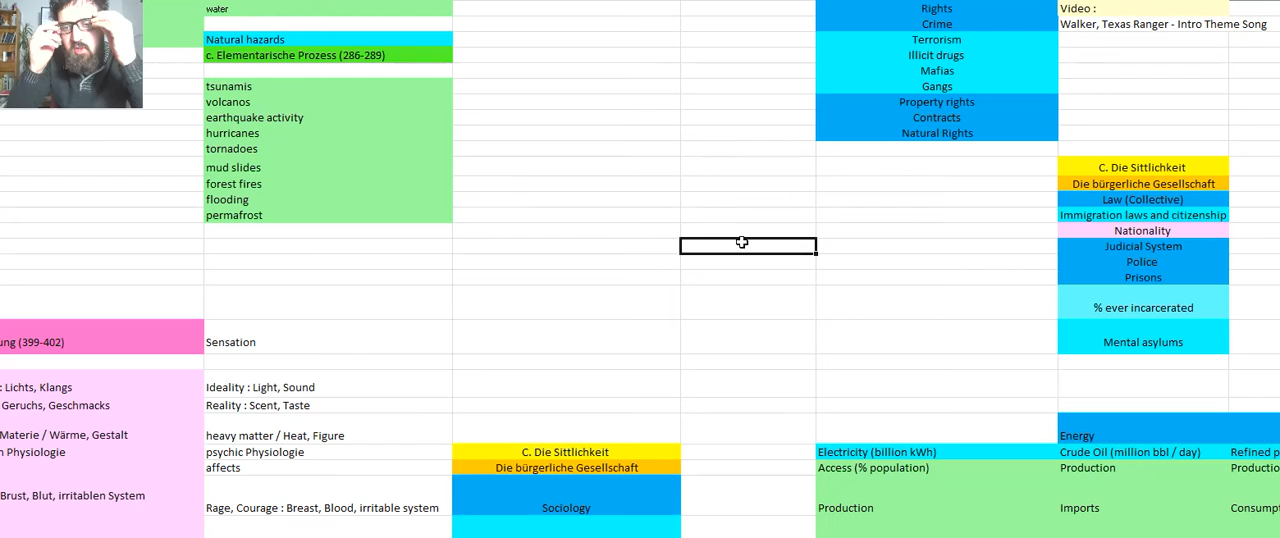 water
Rights
Video :
Crime
Walker, Texas Ranger - Intro Theme Song
Natural hazards
Terrorism
c. Elementarische Prozess (286-289)
Illicit drugs
Mafias
tsunamis
Gangs
volcanos
Property rights
earthquake activity
Contracts
hurricanes
Natural Rights
tornadoes
mud slides
C. Die Sittlichkeit
forest fires
Die bürgerliche Gesellschaft
flooding
Law (Collective)
permafrost
Immigration laws and citizenship
Nationality
Judicial System
Police
Prisons
% ever incarcerated
ung (399-402)
Sensation
Mental asylums
: Lichts, Klangs
Ideality : Light, Sound
Geruchs, Geschmacks
Reality : Scent, Taste
Materie / Wärme, Gestalt
heavy matter / Heat, Figure
Energy
n Physiologie
psychic Physiologie
C. Die Sittlichkeit
Electricity (billion kWh)
Crude Oil (million bbl / day)
Refined p
affects
Die bürgerliche Gesellschaft
Access (% population)
Production
Productio
Brust, Blut, irritablen System
Rage, Courage : Breast, Blood, irritable system
Sociology
Production
Imports
Consumpt